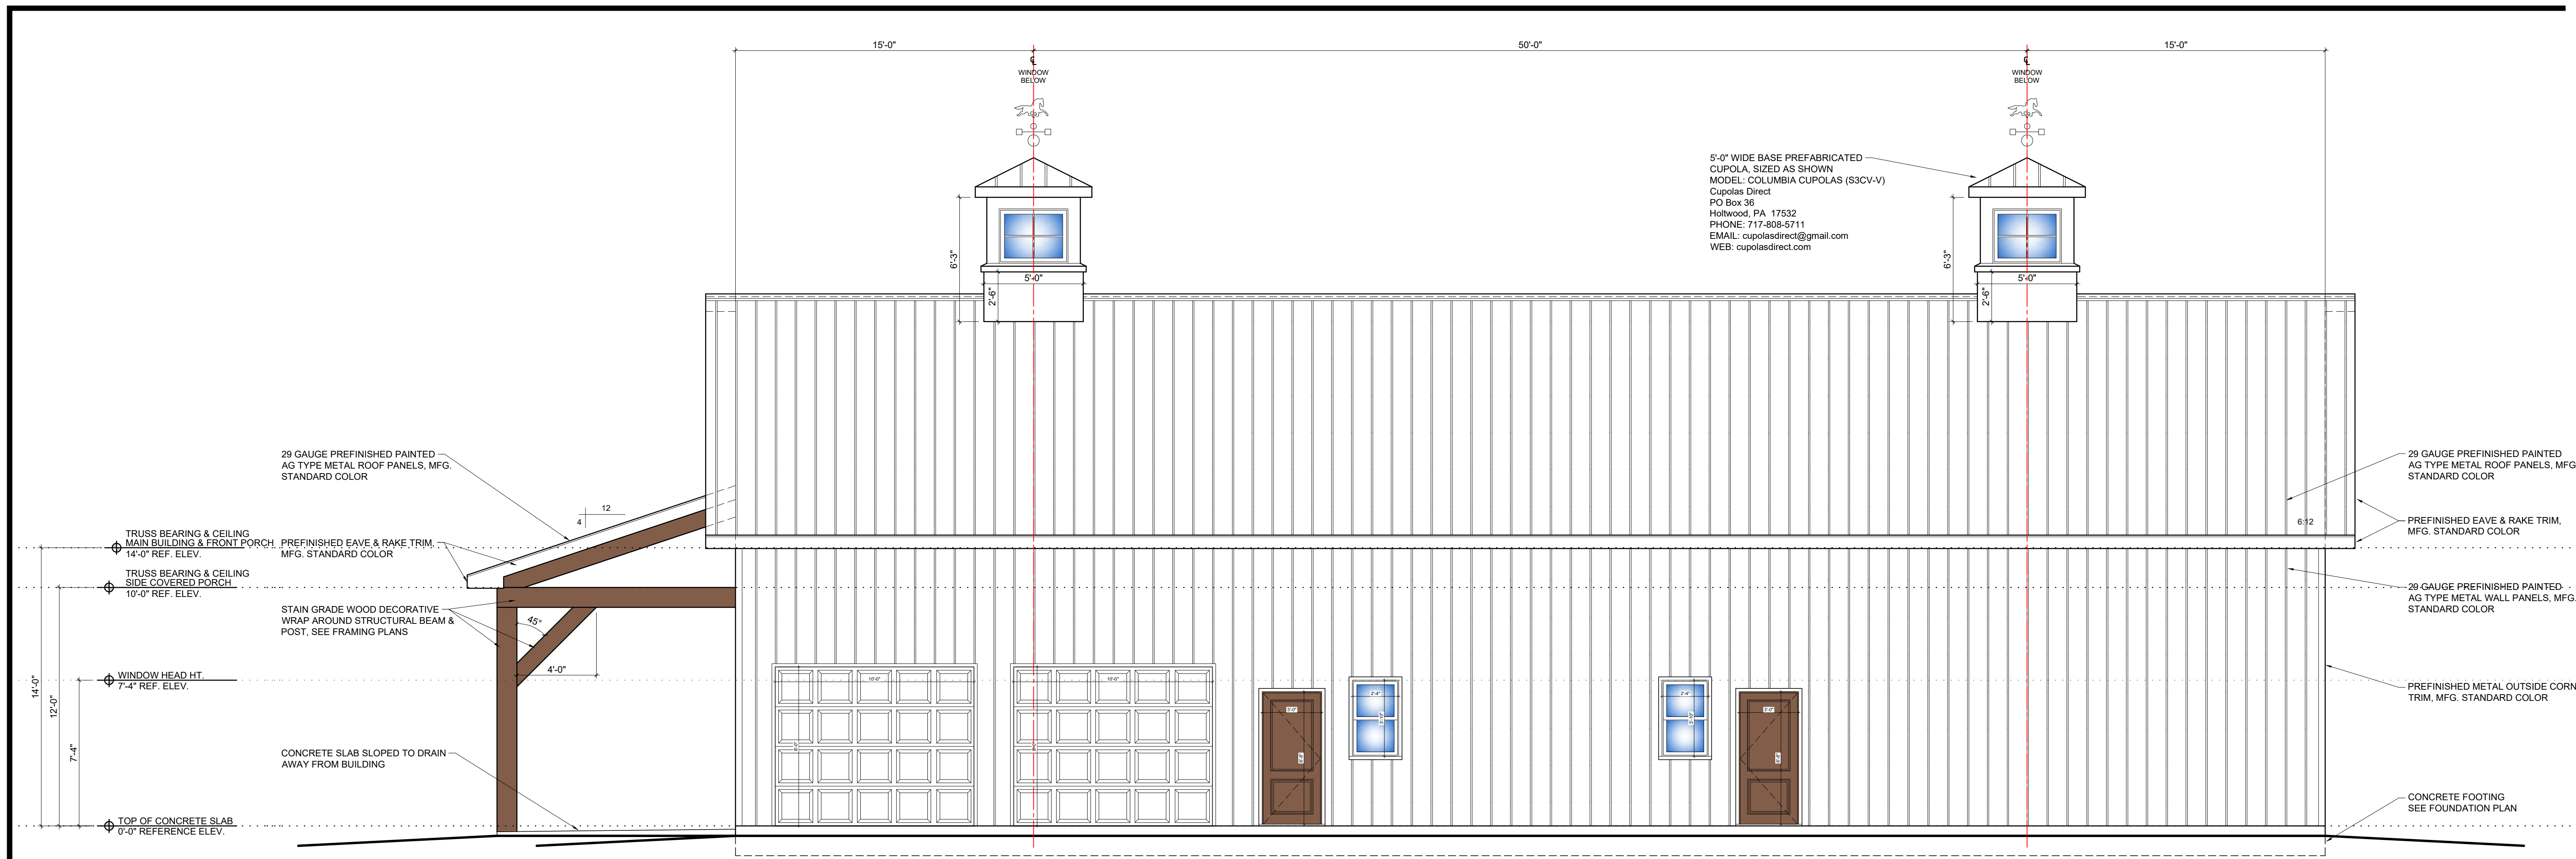 15'-0"
50'-0"
15'-0"
℄
WINDOW
BELOW
℄
WINDOW
BELOW
5'-0" WIDE BASE PREFABRICATED
CUPOLA, SIZED AS SHOWN
MODEL: COLUMBIA CUPOLAS (S3CV-V)
Cupolas Direct
PO Box 36
Holtwood, PA 17532
PHONE: 717-808-5711
EMAIL: cupolasdirect@gmail.com
WEB: cupolasdirect.com
6'-3"
5'-0"
2'-6"
6'-3"
5'-0"
2'-6"
29 GAUGE PREFINISHED PAINTED
AG TYPE METAL ROOF PANELS, MFG.
STANDARD COLOR
12
4
TRUSS BEARING & CEILING
MAIN BUILDING & FRONT PORCH
14'-0" REF. ELEV.
PREFINISHED EAVE & RAKE TRIM,
MFG. STANDARD COLOR
TRUSS BEARING & CEILING
SIDE COVERED PORCH
10'-0" REF. ELEV.
STAIN GRADE WOOD DECORATIVE
WRAP AROUND STRUCTURAL BEAM &
POST, SEE FRAMING PLANS
45°
4'-0"
WINDOW HEAD HT.
7'-4" REF. ELEV.
14'-0"
12'-0"
7'-4"
CONCRETE SLAB SLOPED TO DRAIN
AWAY FROM BUILDING
TOP OF CONCRETE SLAB
0'-0" REFERENCE ELEV.
10'-0"
10'-0"
3'-0"
2'-4"
2'-4"
3'-0"
29 GAUGE PREFINISHED PAINTED
AG TYPE METAL ROOF PANELS, MFG
STANDARD COLOR
6:12
PREFINISHED EAVE & RAKE TRIM,
MFG. STANDARD COLOR
29 GAUGE PREFINISHED PAINTED
AG TYPE METAL WALL PANELS, MFG.
STANDARD COLOR
PREFINISHED METAL OUTSIDE CORN
TRIM, MFG. STANDARD COLOR
CONCRETE FOOTING
SEE FOUNDATION PLAN